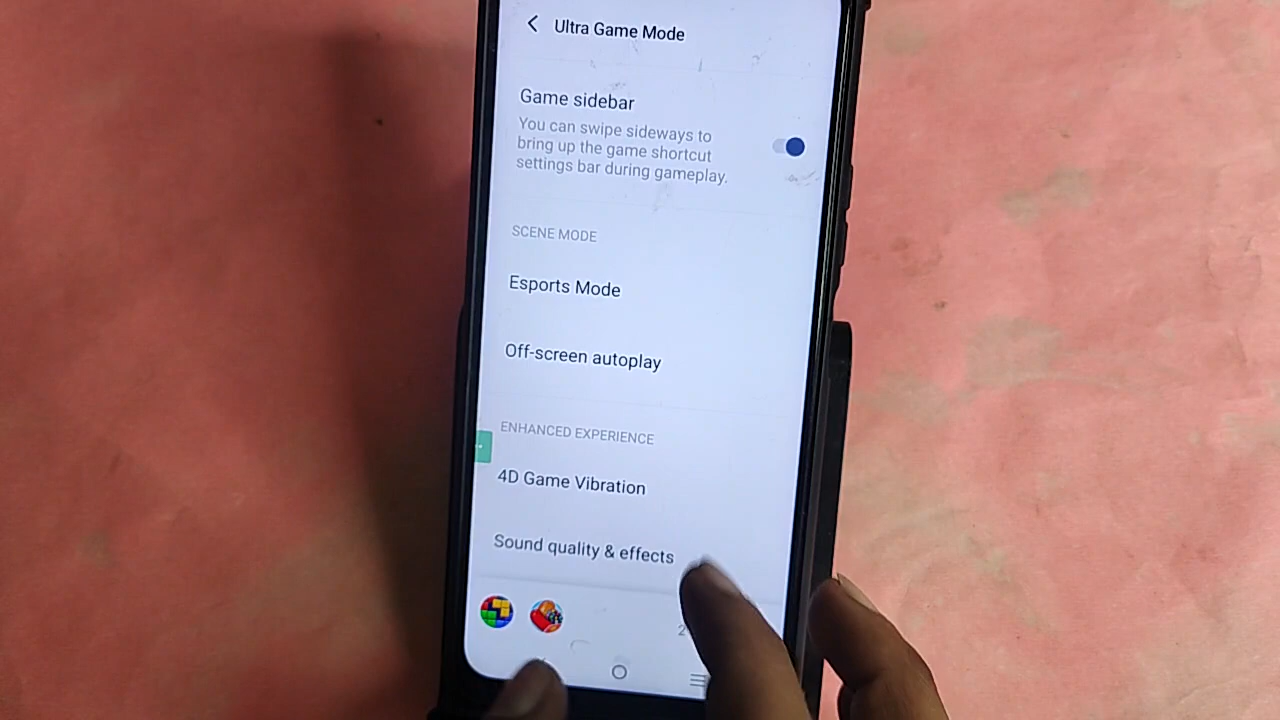 Ultra Game Mode
Game sidebar
You can swipe sideways to
bring up the game shortcut
settings bar during gameplay.
SCENE MODE
Esports Mode
Off-screen autoplay
ENHANCED EXPERIENCE
4D Game Vibration
Sound quality & effects
2